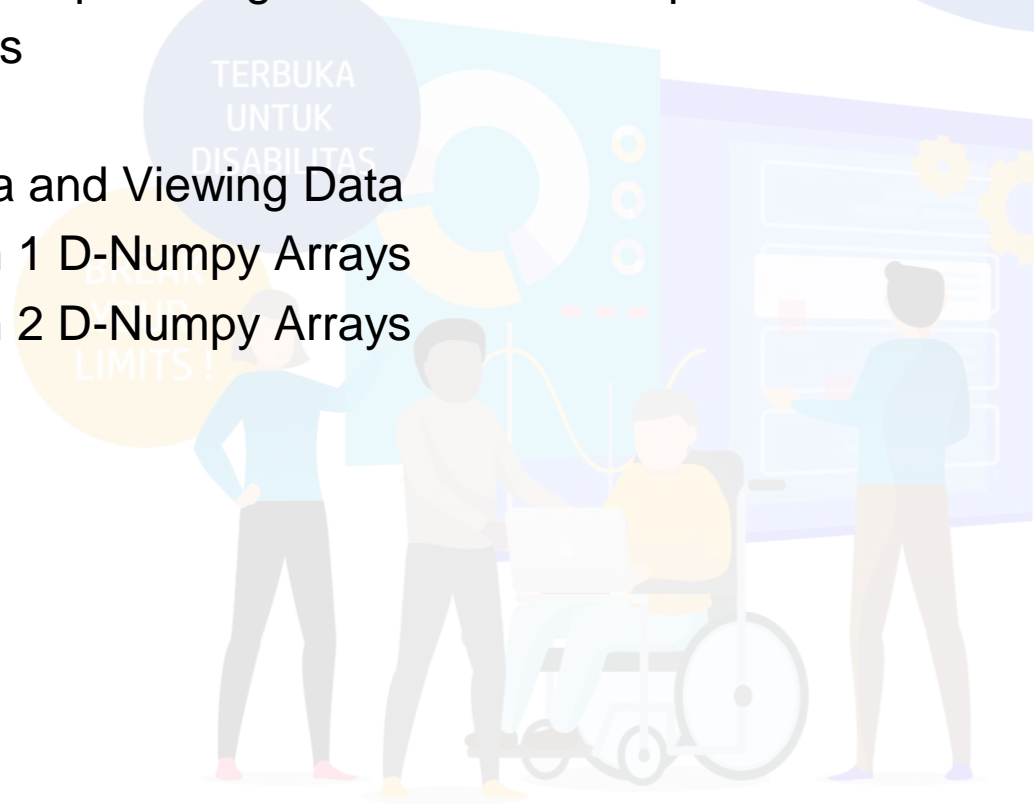 s
TERBUKA
UNTUK
DISABILITAS
a and Viewing Data
1 D-Numpy Arrays
2 D-Numpy Arrays
LIMITS !